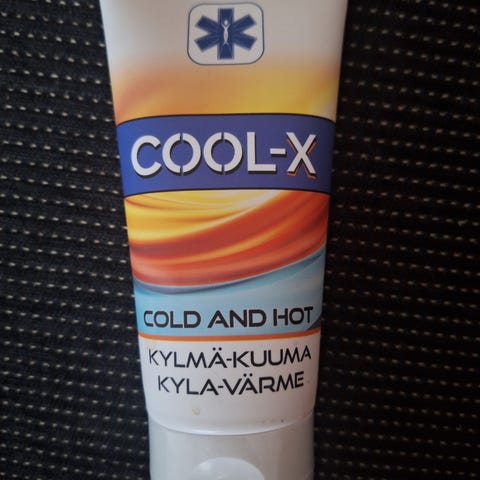 COOL-X
COLD AND HOT
KYLMÄ-KUUMA
KYLA-VÄRME